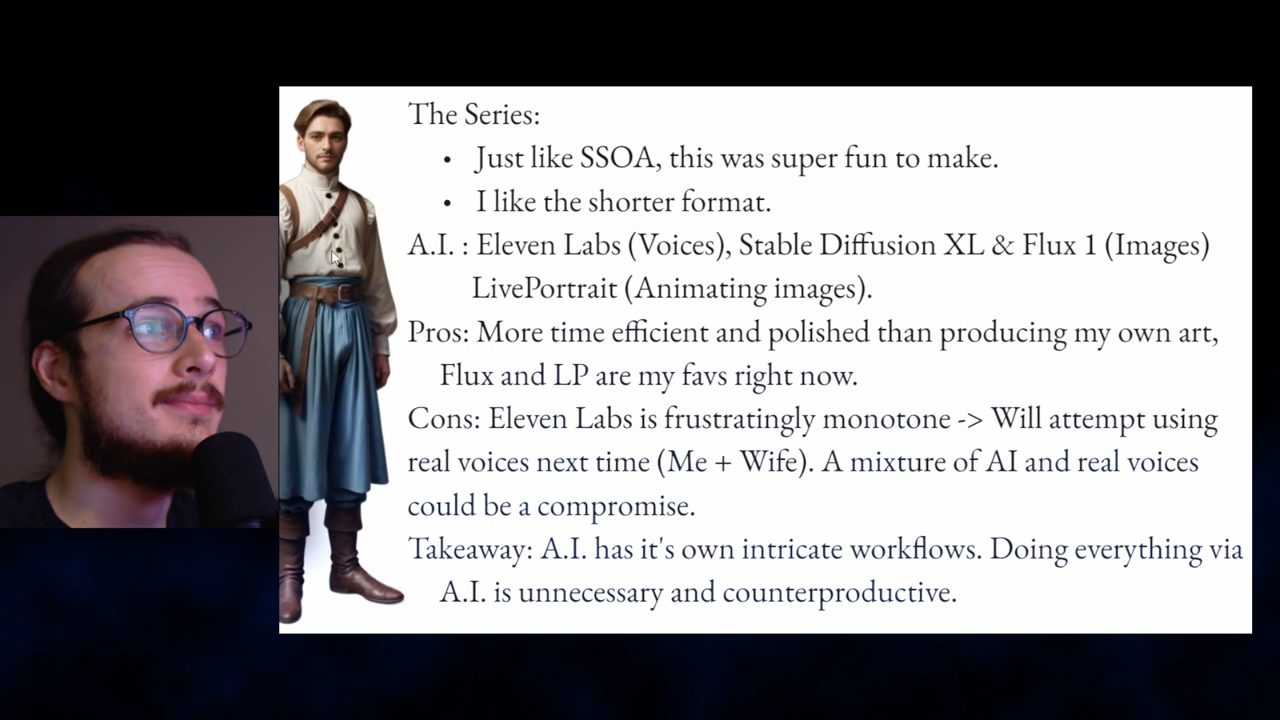 The Series:
• Just like SSOA, this was super fun to make.
• I like the shorter format.
A.I. : Eleven Labs (Voices), Stable Diffusion XL & Flux 1 (Images)
LivePortrait (Animating images).
Pros: More time efficient and polished than producing my own art,
Flux and LP are my favs right now.
Cons: Eleven Labs is frustratingly monotone -> Will attempt using
real voices next time (Me + Wife). A mixture of AI and real voices
could be a compromise.
Takeaway: A.I. has it's own intricate workflows. Doing everything via
A.I. is unnecessary and counterproductive.